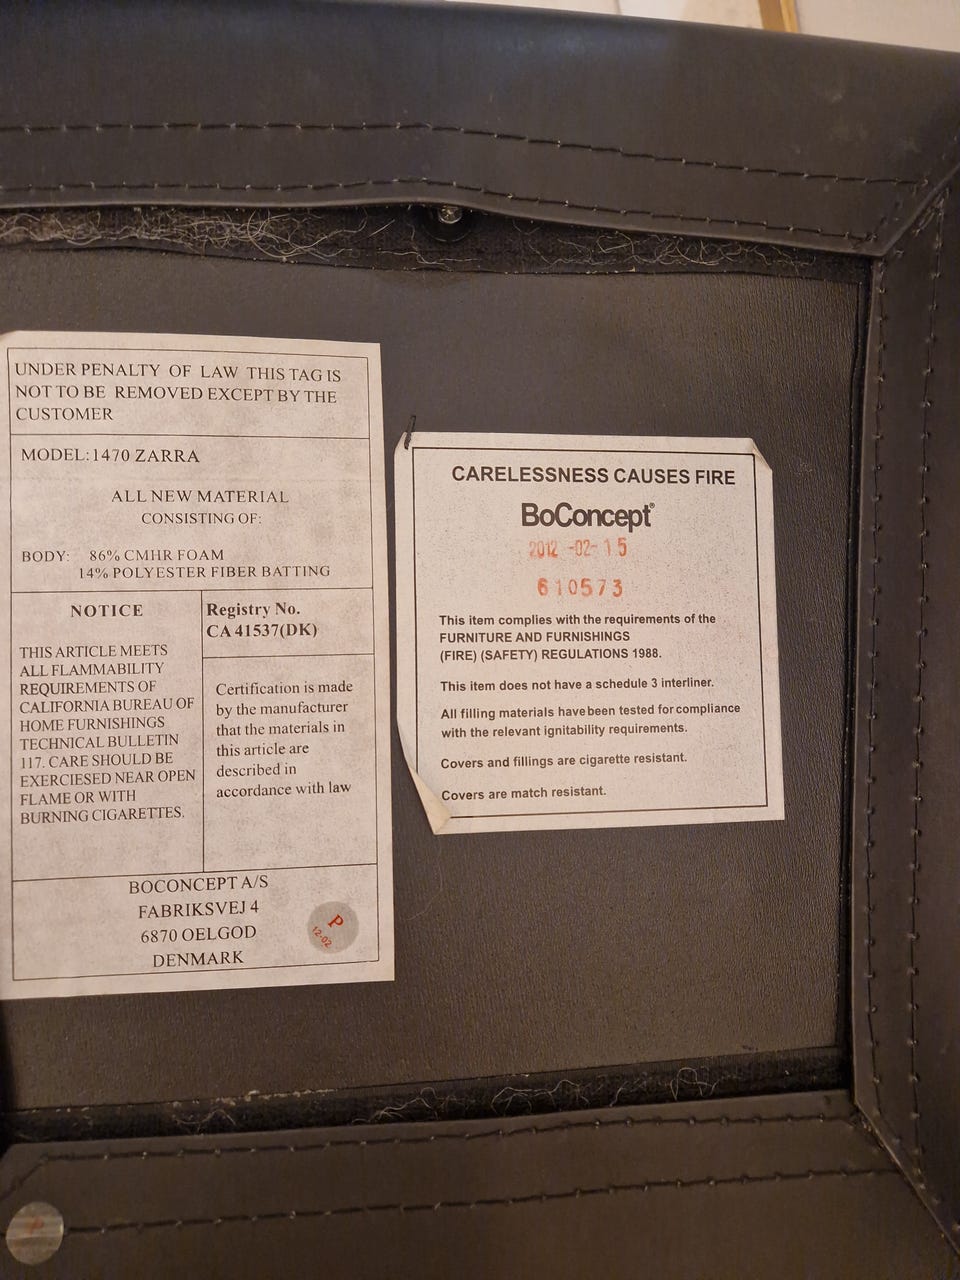 UNDER PENALTY OF LAW THIS TAG IS
NOT TO BE REMOVED EXCEPT BY THE
CUSTOMER
MODEL: 1470 ZARRA
ALL NEW MATERIAL
CONSISTING OF:
BODY: 86% CMHR FOAM
14% POLYESTER FIBER BATTING
NOTICE
THIS ARTICLE MEETS
ALL FLAMMABILITY
REQUIREMENTS OF
CALIFORNIA BUREAU OF
HOME FURNISHINGS
TECHNICAL BULLETIN
117. CARE SHOULD BE
EXERCIESED NEAR OPEN
FLAME OR WITH
BURNING CIGARETTES.
Registry No.
CA 41537(DK)
Certification is made
by the manufacturer
that the materials in
this article are
described in
accordance with law
BOCONCEPT A/S
FABRIKSVEJ 4
6870 OELGOD
DENMARK
P
12-02
CARELESSNESS CAUSES FIRE
BoConcept®
2012 -02- 15
610573
This item complies with the requirements of the
FURNITURE AND FURNISHINGS
(FIRE) (SAFETY) REGULATIONS 1988.
This item does not have a schedule 3 interliner.
All filling materials have been tested for compliance
with the relevant ignitability requirements.
Covers and fillings are cigarette resistant.
Covers are match resistant.